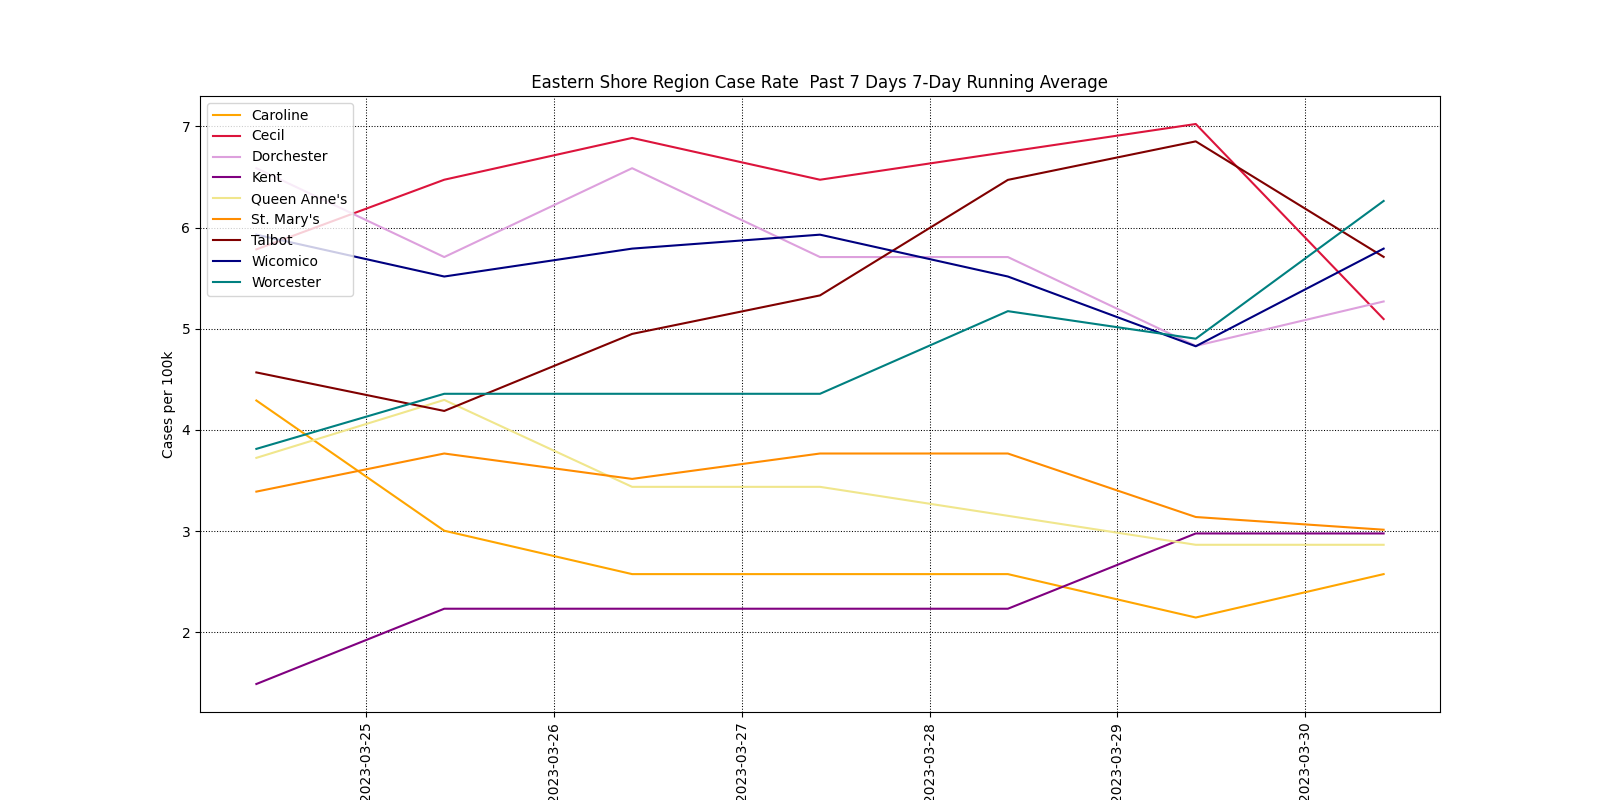 Eastern Shore Region Case Rate  Past 7 Days 7-Day Running Average
Caroline
Cecil
Dorchester
Kent
Queen Anne's
St. Mary's
Talbot
Wicomico
Worcester
Cases per 100k
7
6
5
4
3
2
2023-03-25
2023-03-26
2023-03-27
2023-03-28
2023-03-29
2023-03-30